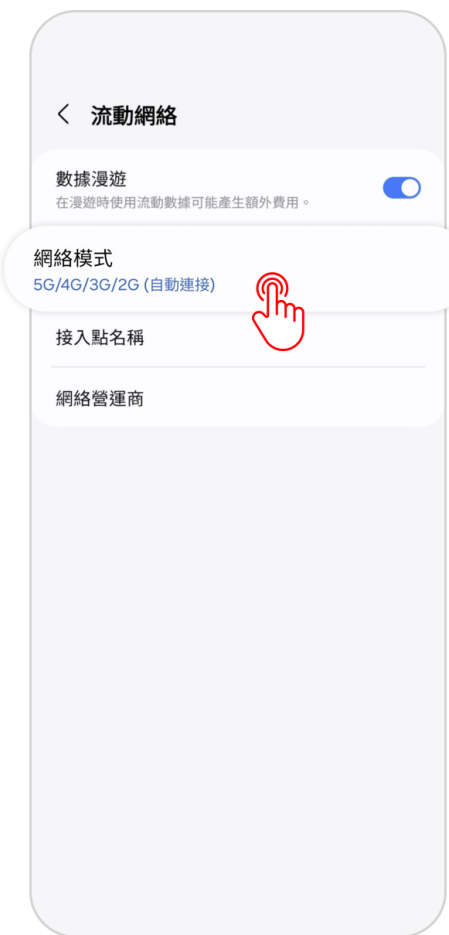 流動網絡
數據漫遊
在漫遊時使用流動數據可能產生額外費用。
網絡模式
5G/4G/3G/2G (自動連接)
接入點名稱
網絡營運商